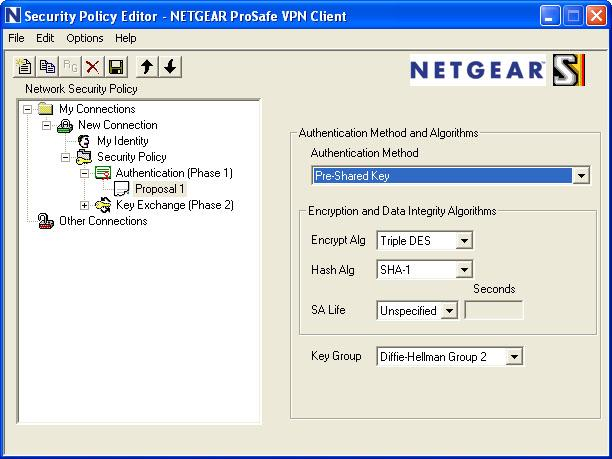 Security Policy Editor - NETGEAR ProSafe VPN Client
File Edit Options Help
NETGEAR
Network Security Policy
My Connections
New Connection
My Identity
Security Policy
Authentication (Phase 1)
Proposal 1
Key Exchange (Phase 2)
Other Connections
Authentication Method and Algorithms
Authentication Method
Pre-Shared Key
Encryption and Data Integrity Algorithms
Encrypt Alg Triple DES
Hash Alg SHA-1
Seconds
SA Life Unspecified
Key Group Diffie-Hellman Group 2